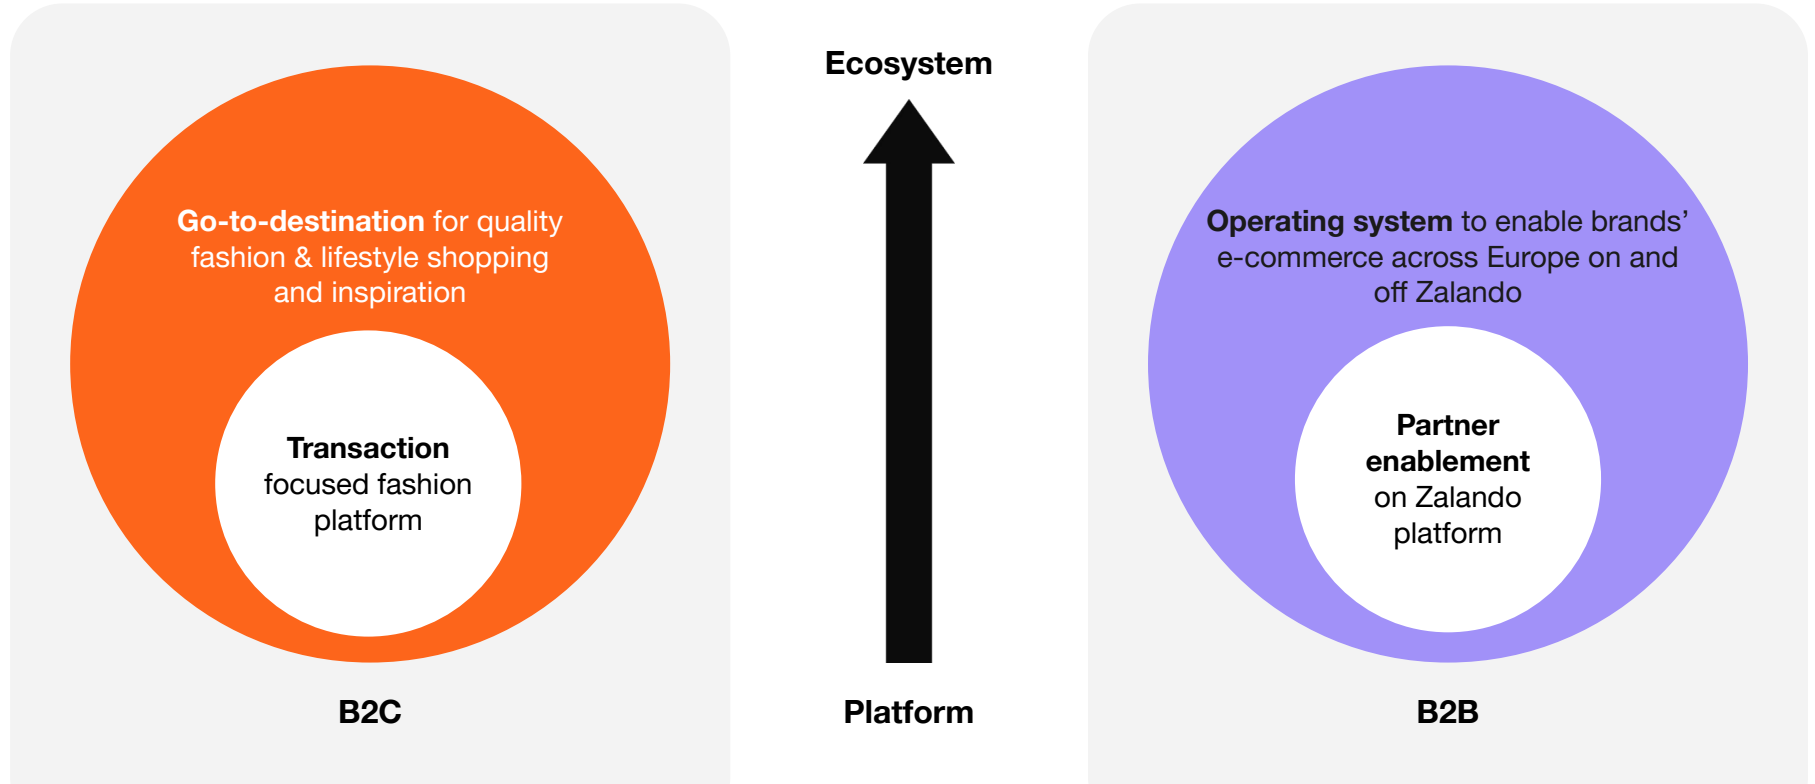 Go-to-destination for quality
fashion & lifestyle shopping
and inspiration
Transaction
focused fashion
platform
B2C
Ecosystem
Platform
Operating system to enable brands’
e-commerce across Europe on and
off Zalando
Partner
enablement
on Zalando
platform
B2B